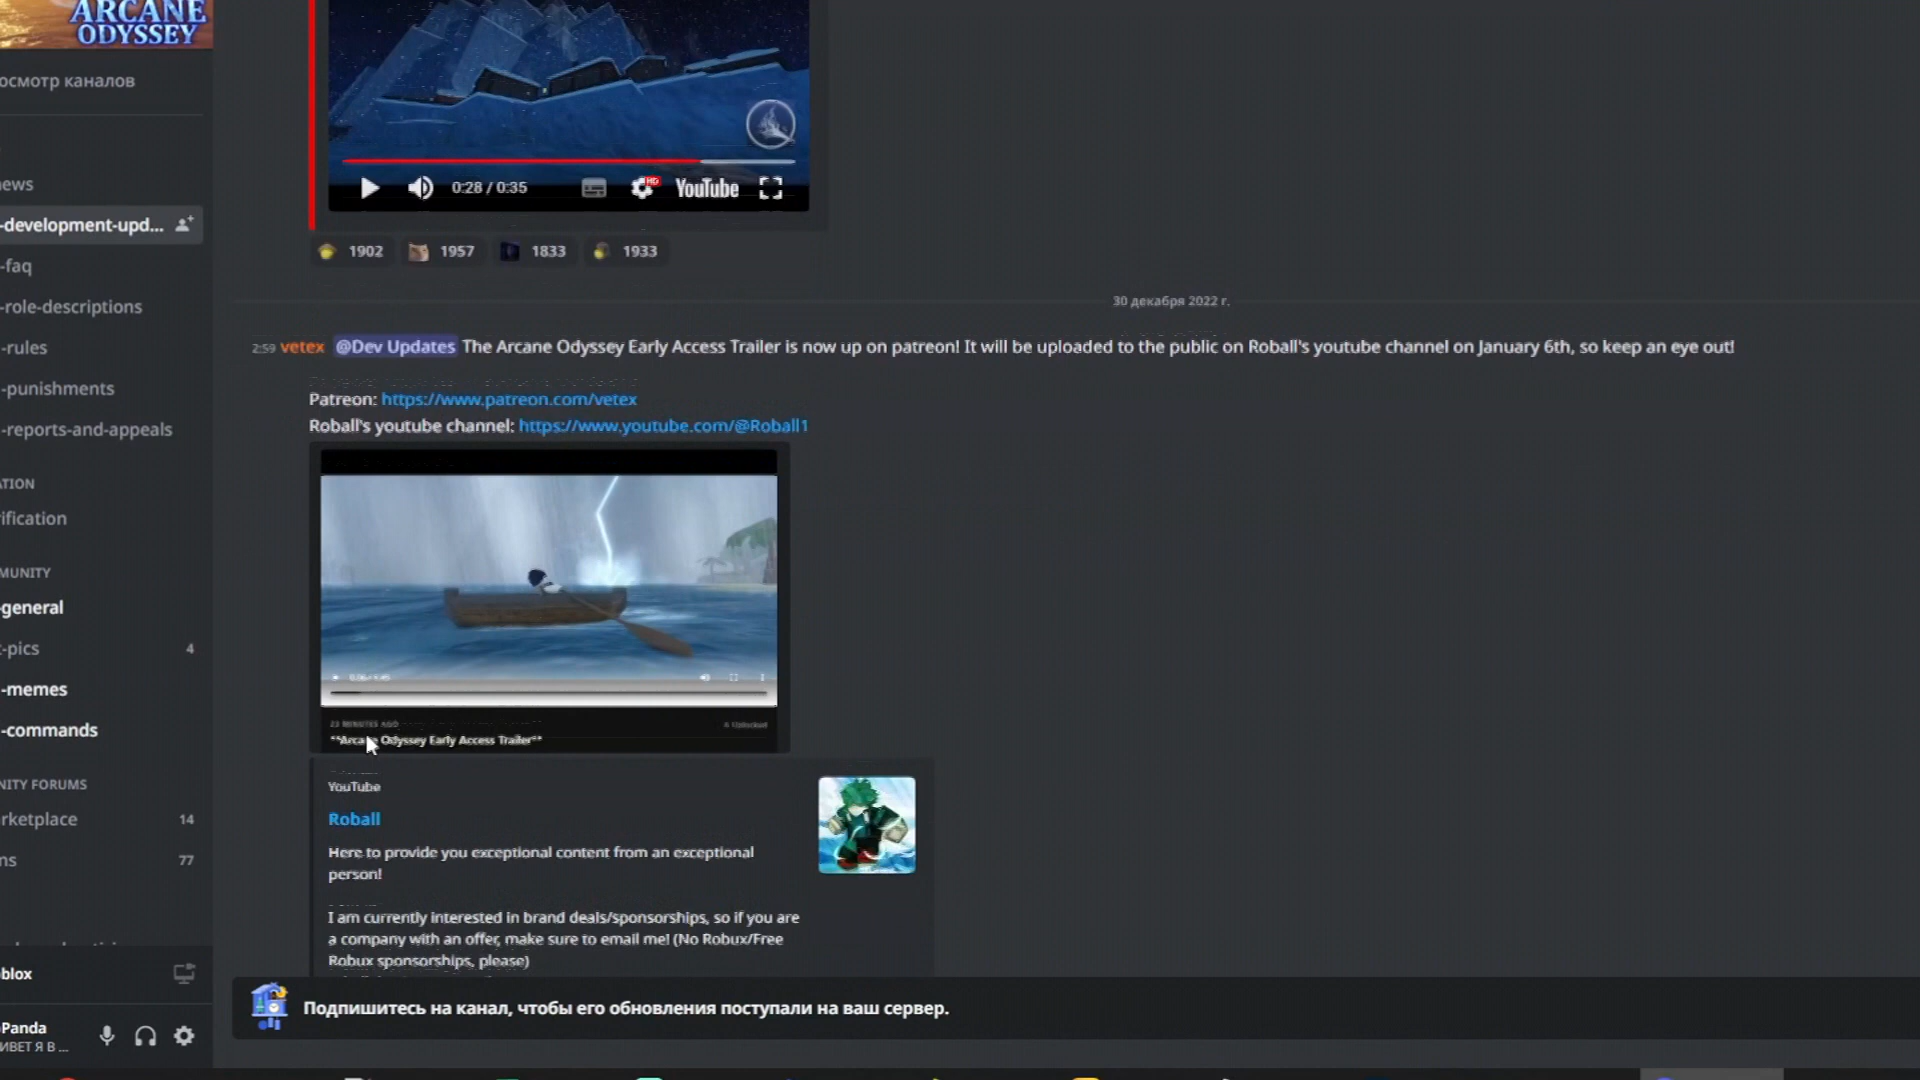 ARCANE
ODYSSEY
осмотр каналов
ews
-development-upd...
-faq
-role-descriptions
-rules
-punishments
-reports-and-appeals
ATION
ification
MUNITY
-general
-pics 4
-memes
-commands
NITY FORUMS
rketplace 14
ns 77
blox
Panda
ИВЕТ Я В ...
0:28 / 0:35 HD YouTube
1902 1957 1833 1933
30 декабря 2022 г.
2:59 vetex @Dev Updates The Arcane Odyssey Early Access Trailer is now up on patreon! It will be uploaded to the public on Roball's youtube channel on January 6th, so keep an eye out!
Patreon: https://www.patreon.com/vetex
Roball's youtube channel: https://www.youtube.com/@Roball1
23 MINUTES AGO
**Arcane Odyssey Early Access Trailer**
YouTube
Roball
Here to provide you exceptional content from an exceptional
person!
I am currently interested in brand deals/sponsorships, so if you are
a company with an offer, make sure to email me! (No Robux/Free
Robux sponsorships, please)
Подпишитесь на канал, чтобы его обновления поступали на ваш сервер.